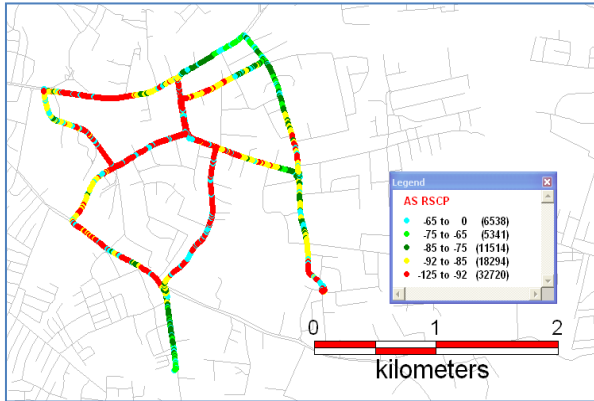 Legend
AS RSCP
-65 to 0 (6538)
-75 to -65 (5341)
-85 to -75 (11514)
-92 to -85 (18294)
-125 to -92 (32720)
0 1 2
kilometers